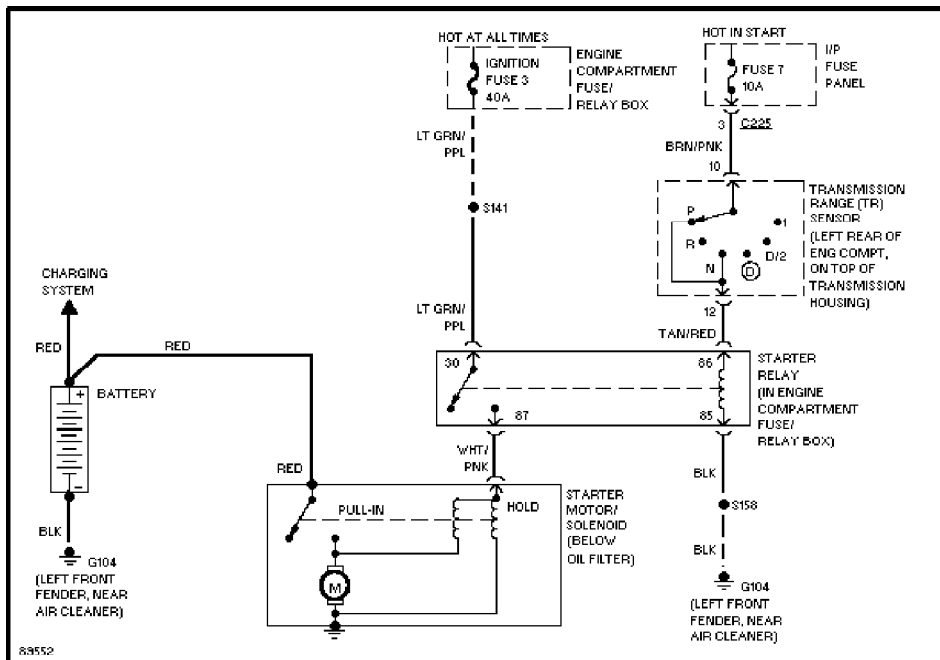 HOT AT ALL TIMES
IGNITION
FUSE 3
40A
ENGINE
COMPARTMENT
FUSE/
RELAY BOX
HOT IN START
FUSE 7
10A
I/P
FUSE
PANEL
3
C225
BRN/PNK
10
LT GRN/
PPL
S141
P
R
N
D
D/2
1
TRANSMISSION
RANGE (TR)
SENSOR
(LEFT REAR OF
ENG COMPT,
ON TOP OF
TRANSMISSION
HOUSING)
12
TAN/RED
LT GRN/
PPL
CHARGING
SYSTEM
RED
RED
+
BATTERY
-
BLK
G104
(LEFT FRONT
FENDER, NEAR
AIR CLEANER)
30
86
87
85
STARTER
RELAY
(IN ENGINE
COMPARTMENT
FUSE/
RELAY BOX)
WHT/
PNK
RED
PULL-IN
HOLD
M
STARTER
MOTOR/
SOLENOID
(BELOW
OIL FILTER)
BLK
S158
BLK
G104
(LEFT FRONT
FENDER, NEAR
AIR CLEANER)
89552